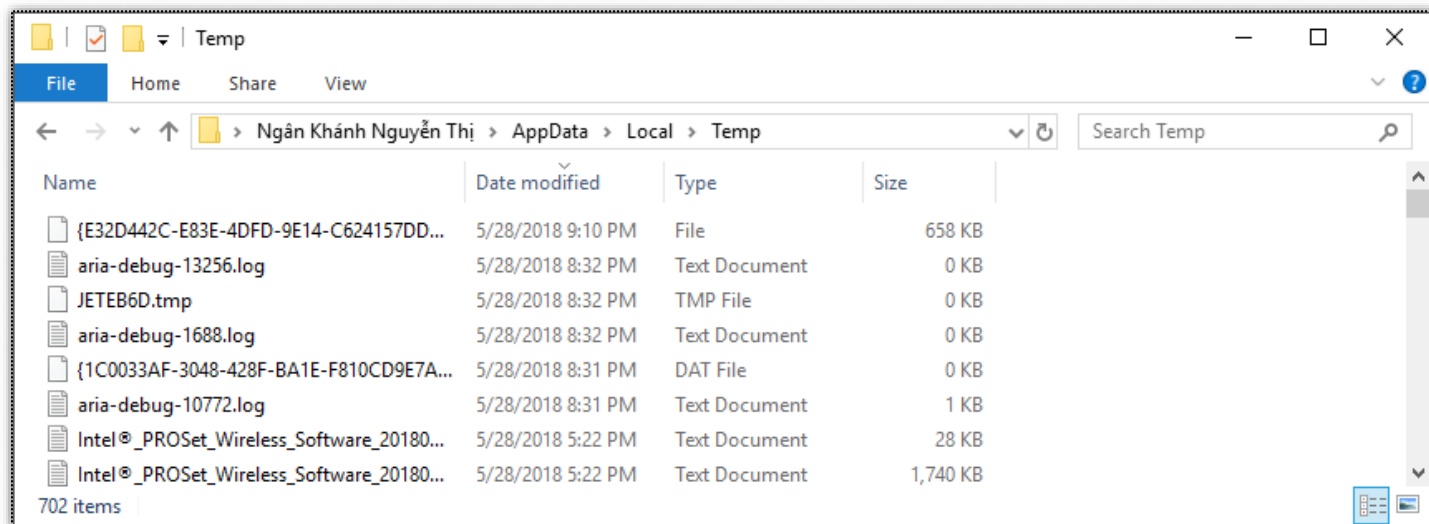 Temp
File Home Share View
Ngân Khánh Nguyễn Thị > AppData > Local > Temp Search Temp
Name Date modified Type Size
{E32D442C-E83E-4DFD-9E14-C624157DD... 5/28/2018 9:10 PM File 658 KB
aria-debug-13256.log 5/28/2018 8:32 PM Text Document 0 KB
JETEB6D.tmp 5/28/2018 8:32 PM TMP File 0 KB
aria-debug-1688.log 5/28/2018 8:32 PM Text Document 0 KB
{1C0033AF-3048-428F-BA1E-F810CD9E7A... 5/28/2018 8:31 PM DAT File 0 KB
aria-debug-10772.log 5/28/2018 8:31 PM Text Document 1 KB
Intel®_PROSet_Wireless_Software_20180... 5/28/2018 5:22 PM Text Document 28 KB
Intel®_PROSet_Wireless_Software_20180... 5/28/2018 5:22 PM Text Document 1,740 KB
702 items